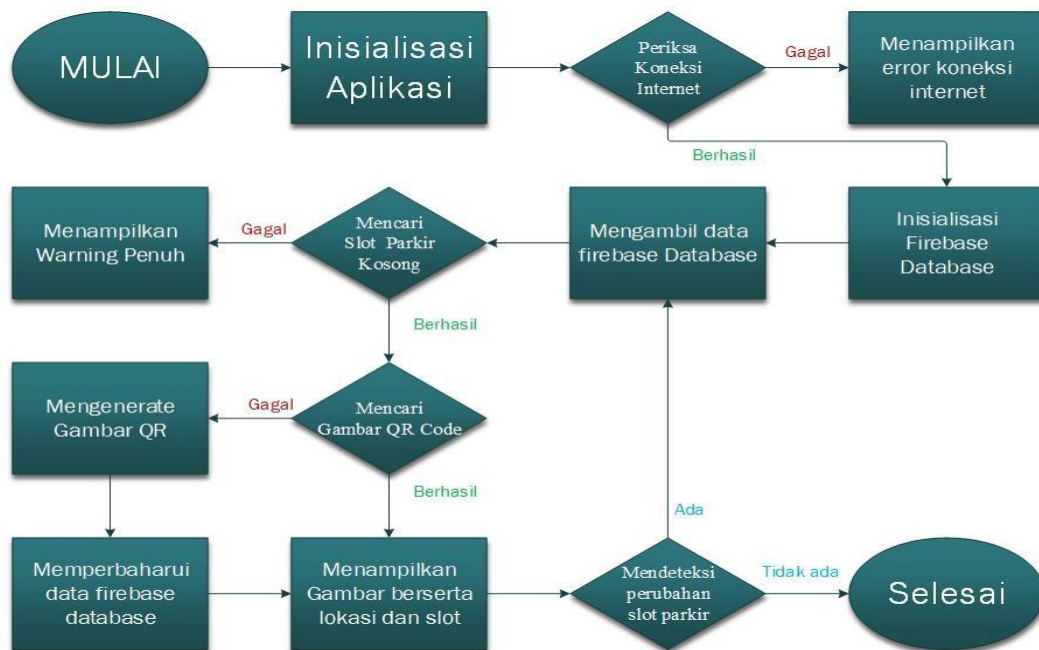 MULAI
Inisialisasi
Aplikasi
Periksa
Koneksi
Internet
Gagal
Menampilkan
error koneksi
internet
Berhasil
Inisialisasi
Firebase
Database
Mengambil data
firebase Database
Mencari
Slot Parkir
Kosong
Gagal
Menampilkan
Warning Penuh
Berhasil
Mencari
Gambar QR Code
Gagal
Mengenerate
Gambar QR
Berhasil
Memperbaharui
data firebase
database
Menampilkan
Gambar berserta
lokasi dan slot
Mendeteksi
perubahan
slot parkir
Ada
Tidak ada
Selesai